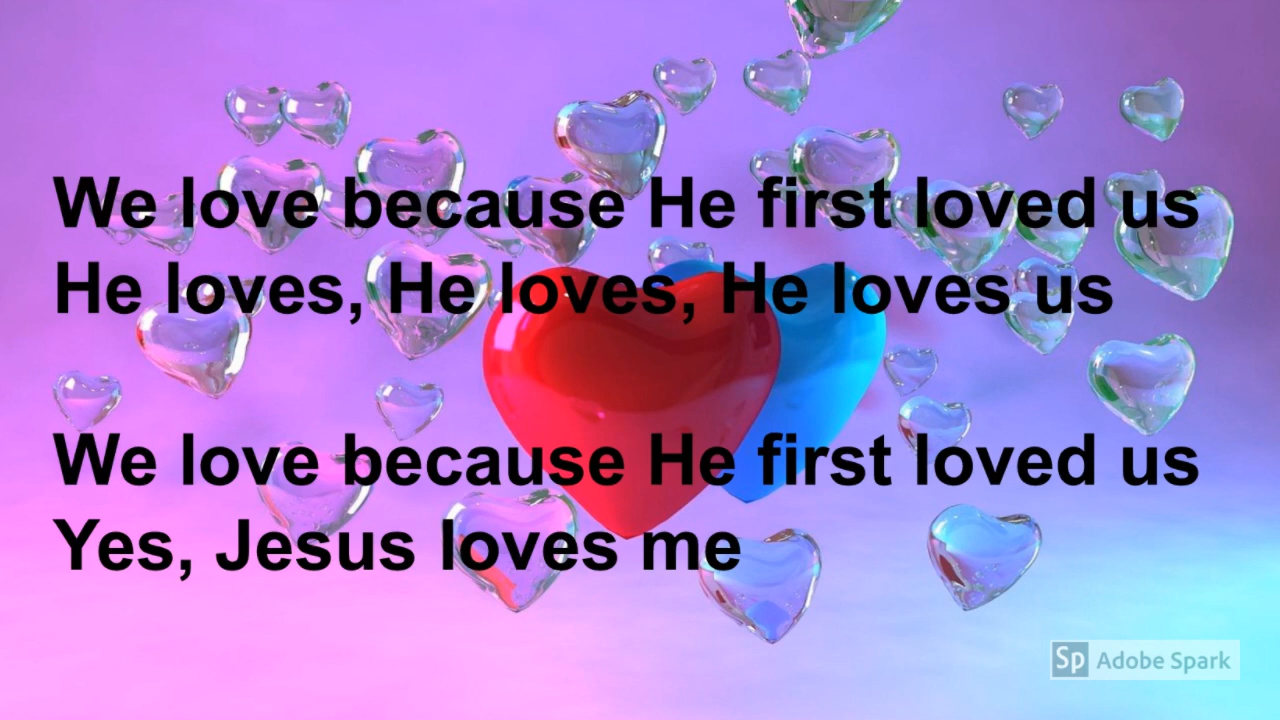 We love because He first loved us
He loves, He loves, He loves us
We love because He first loved us
Yes, Jesus loves me
Sp Adobe Spark